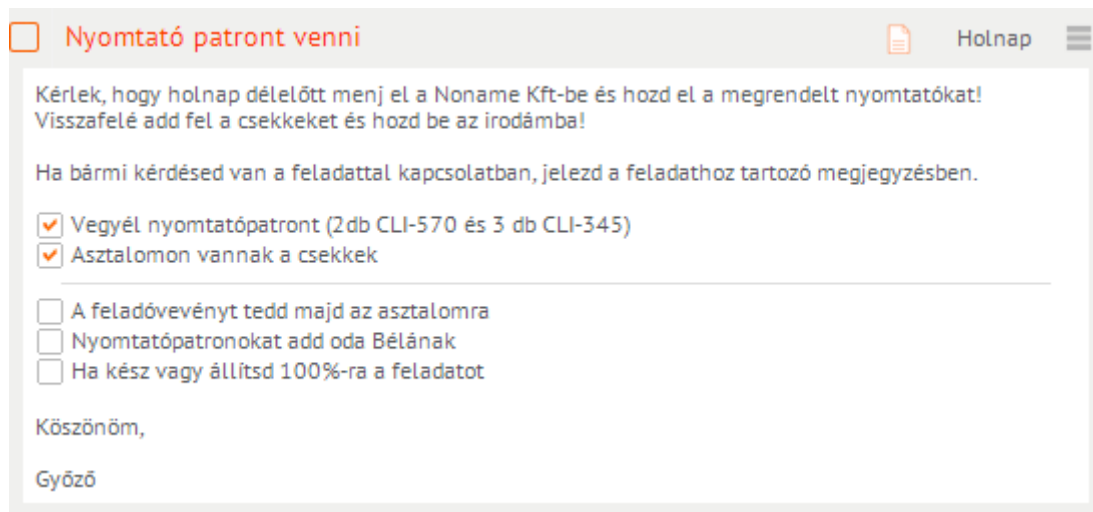 Nyomtató patront venni
Holnap
Kérlek, hogy holnap délelőtt menj el a Noname Kft-be és hozd el a megrendelt nyomtatókat!
Visszafelé add fel a csekkeket és hozd be az irodámba!
Ha bármi kérdésed van a feladattal kapcsolatban, jelezd a feladathoz tartozó megjegyzésben.
Vegyél nyomtatópatront (2db CLI-570 és 3 db CLI-345)
Asztalomon vannak a csekkek
A feladóvevényt tedd majd az asztalomra
Nyomtatópatronokat add oda Bélának
Ha kész vagy állítsd 100%-ra a feladatot
Köszönöm,
Győző